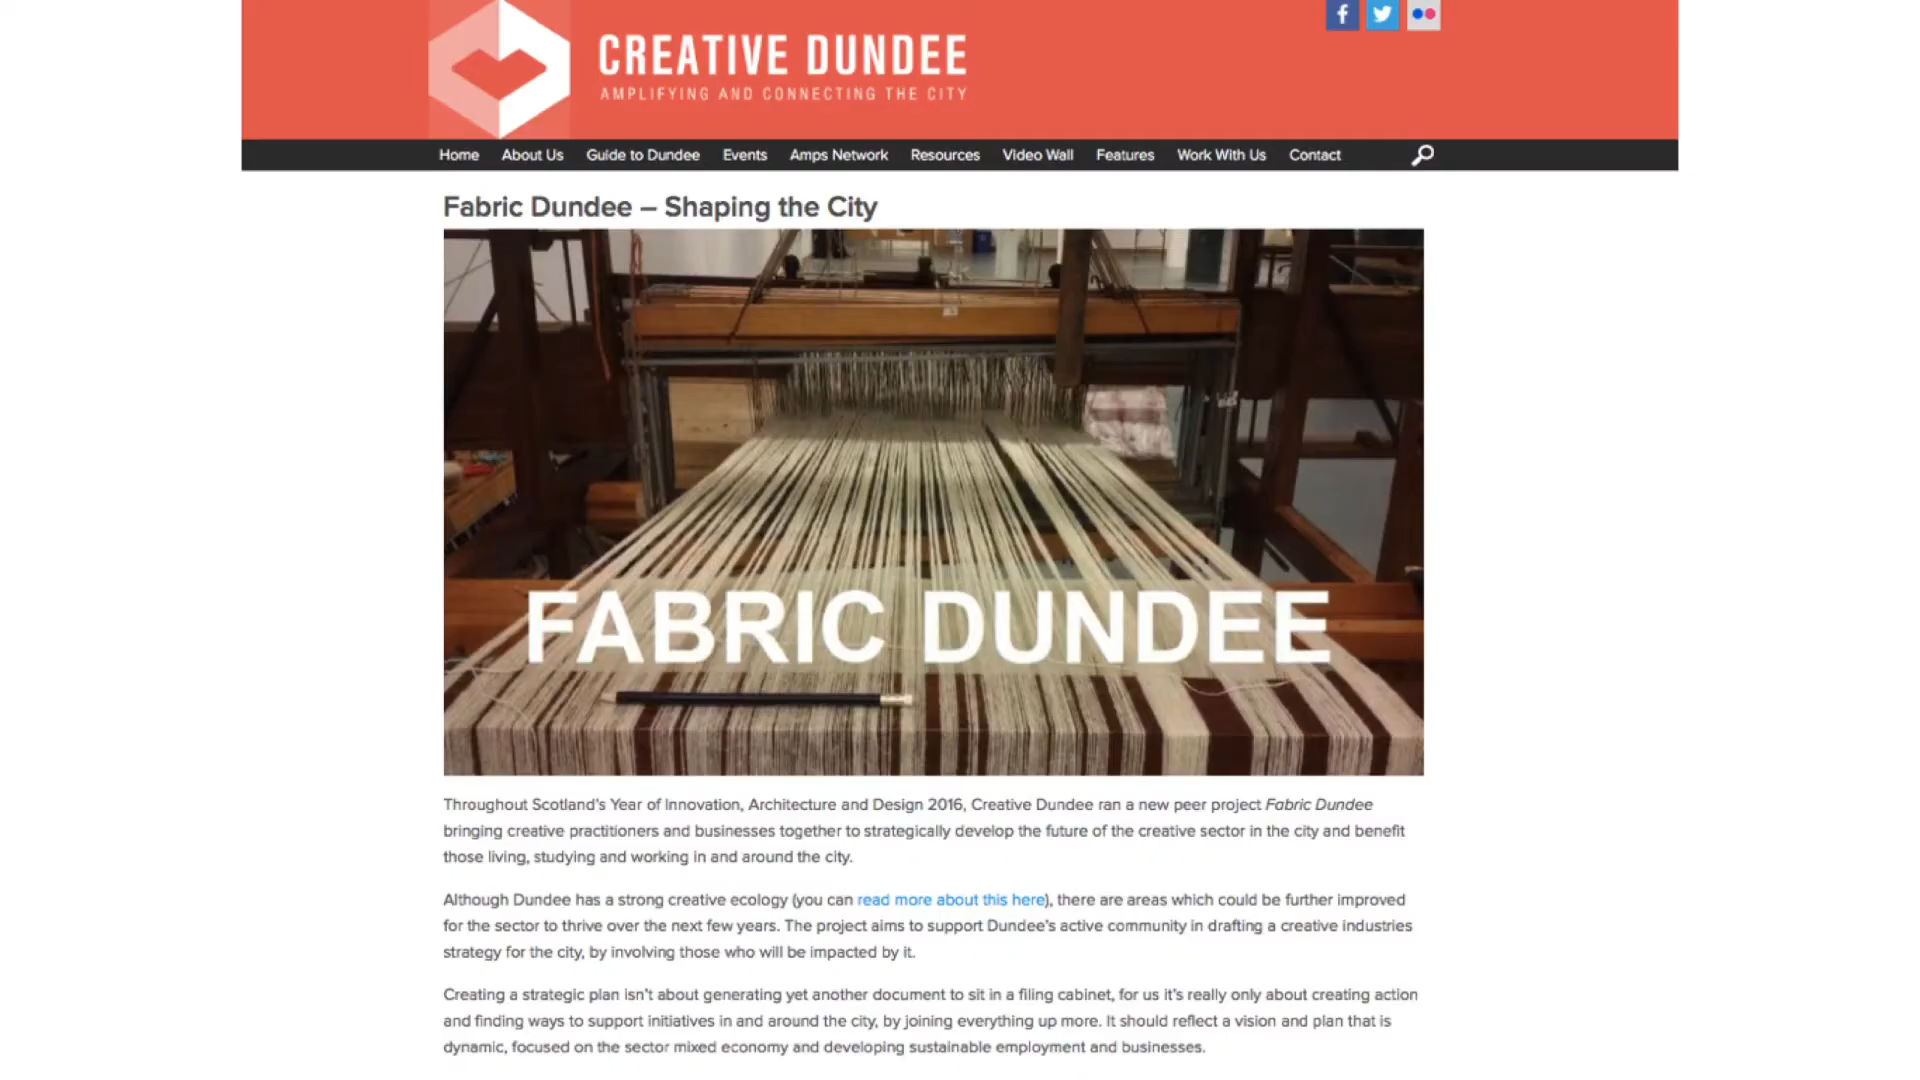 CREATIVE DUNDEE
AMPLIFYING AND CONNECTING THE CITY
Home About Us Guide to Dundee Events Amps Network Resources Video Wall Features Work With Us Contact
Fabric Dundee – Shaping the City
FABRIC DUNDEE
Throughout Scotland's Year of Innovation, Architecture and Design 2016, Creative Dundee ran a new peer project Fabric Dundee
bringing creative practitioners and businesses together to strategically develop the future of the creative sector in the city and benefit
those living, studying and working in and around the city.
Although Dundee has a strong creative ecology (you can read more about this here), there are areas which could be further improved
for the sector to thrive over the next few years. The project aims to support Dundee's active community in drafting a creative industries
strategy for the city, by involving those who will be impacted by it.
Creating a strategic plan isn't about generating yet another document to sit in a filing cabinet, for us it's really only about creating action
and finding ways to support initiatives in and around the city, by joining everything up more. It should reflect a vision and plan that is
dynamic, focused on the sector mixed economy and developing sustainable employment and businesses.